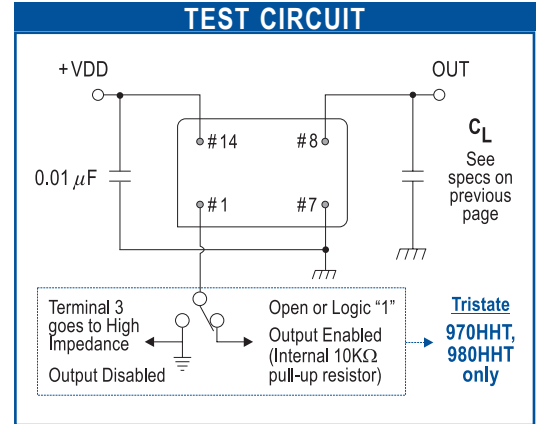 TEST CIRCUIT
+VDD
OUT
#14
#8
0.01 µF
CL
See
specs on
previous
page
#1
#7
Terminal 3
goes to High
Impedance
Output Disabled
Open or Logic “1”
Output Enabled
(Internal 10KΩ
pull-up resistor)
Tristate
970HHT,
980HHT
only